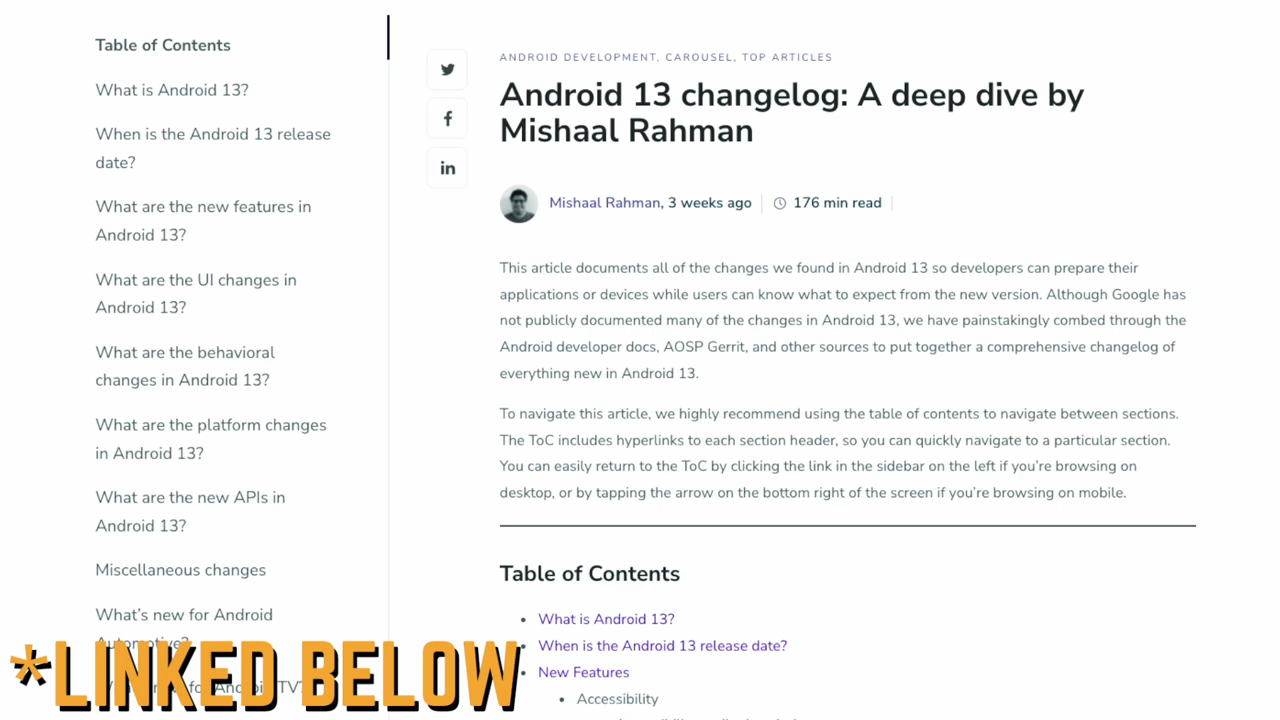 Table of Contents
What is Android 13?
When is the Android 13 release
date?
What are the new features in
Android 13?
What are the UI changes in
Android 13?
What are the behavioral
changes in Android 13?
What are the platform changes
in Android 13?
What are the new APIs in
Android 13?
Miscellaneous changes
What's new for Android
Automotive?
for Android TV?
*LINKED BELOW
in
ANDROID DEVELOPMENT, CAROUSEL, TOP ARTICLES
Android 13 changelog: A deep dive by
Mishaal Rahman
Mishaal Rahman, 3 weeks ago
176 min read
This article documents all of the changes we found in Android 13 so developers can prepare their
applications or devices while users can know what to expect from the new version. Although Google has
not publicly documented many of the changes in Android 13, we have painstakingly combed through the
Android developer docs, AOSP Gerrit, and other sources to put together a comprehensive changelog of
everything new in Android 13.
To navigate this article, we highly recommend using the table of contents to navigate between sections.
The ToC includes hyperlinks to each section header, so you can quickly navigate to a particular section.
You can easily return to the ToC by clicking the link in the sidebar on the left if you're browsing on
desktop, or by tapping the arrow on the bottom right of the screen if you're browsing on mobile.
Table of Contents
• What is Android 13?
• When is the Android 13 release date?
• New Features
• Accessibility